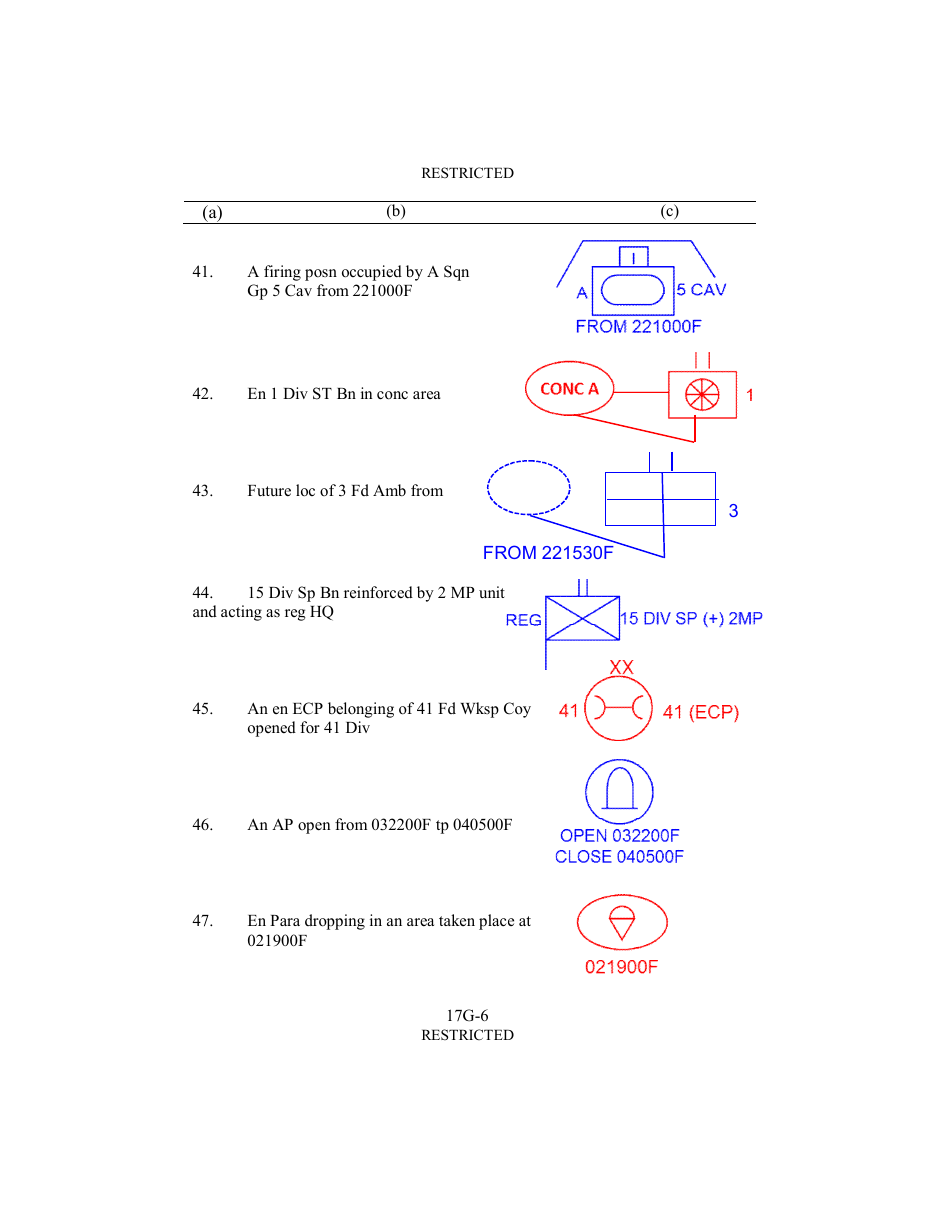 RESTRICTED
(a) (b) (c)
41. A firing posn occupied by A Sqn
Gp 5 Cav from 221000F
I
A 5 CAV
FROM 221000F
42. En 1 Div ST Bn in conc area
CONC A
1
43. Future loc of 3 Fd Amb from
3
FROM 221530F
44. 15 Div Sp Bn reinforced by 2 MP unit
and acting as reg HQ
REG 15 DIV SP (+) 2MP
XX
45. An en ECP belonging of 41 Fd Wksp Coy
opened for 41 Div
41 41 (ECP)
46. An AP open from 032200F tp 040500F
OPEN 032200F
CLOSE 040500F
47. En Para dropping in an area taken place at
021900F
021900F
17G-6
RESTRICTED